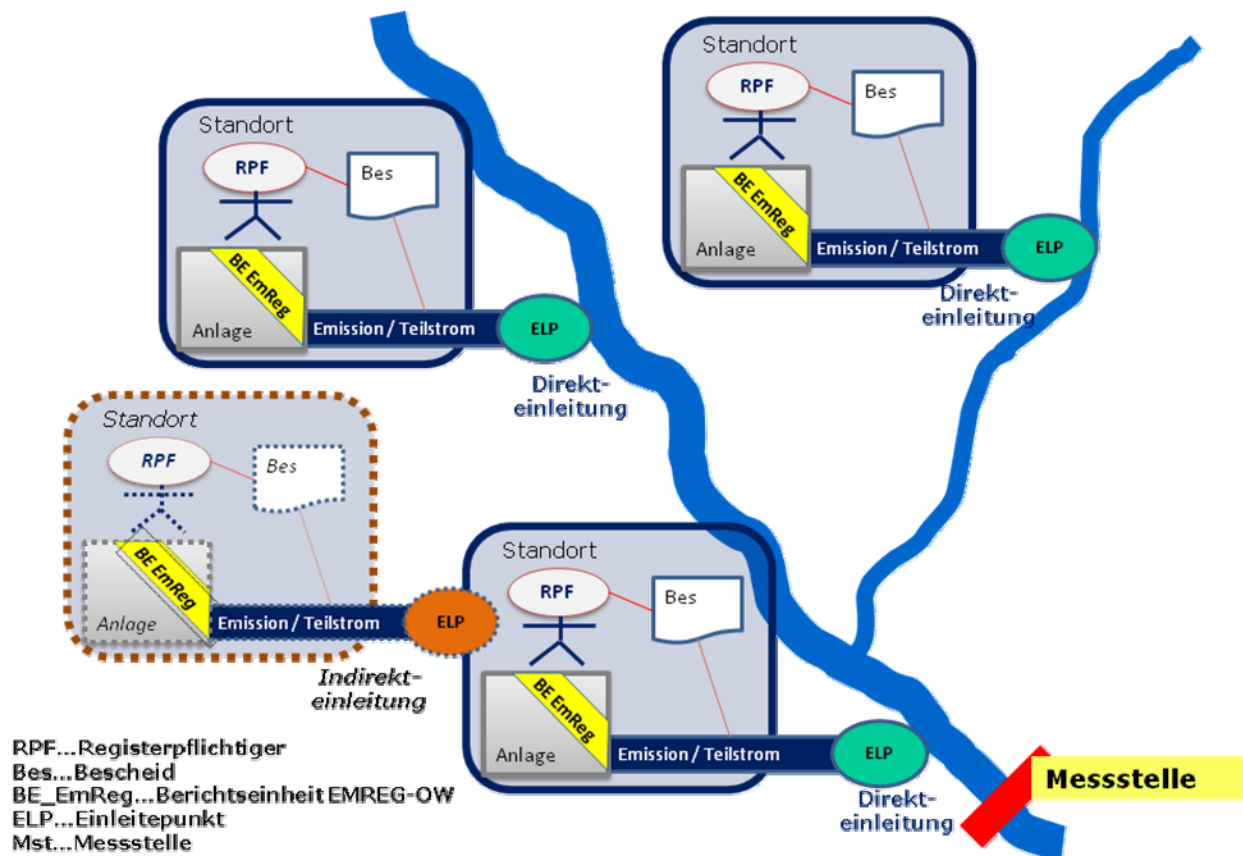 Standort
RPF
Bes
BE EmReg
Anlage
Emission / Teilstrom
ELP
Direkt-
einleitung
Standort
RPF
Bes
BE EmReg
Anlage
Emission / Teilstrom
ELP
Direkt-
einleitung
Standort
RPF
Bes
BE EmReg
Anlage
Emission / Teilstrom
ELP
Indirekt-
einleitung
Standort
RPF
Bes
BE EmReg
Anlage
Emission / Teilstrom
ELP
Direkt-
einleitung
Messstelle
RPF...Registerpflichtiger
Bes...Bescheid
BE_EmReg...Berichtseinheit EMREG-OW
ELP...Einleitepunkt
Mst...Messstelle